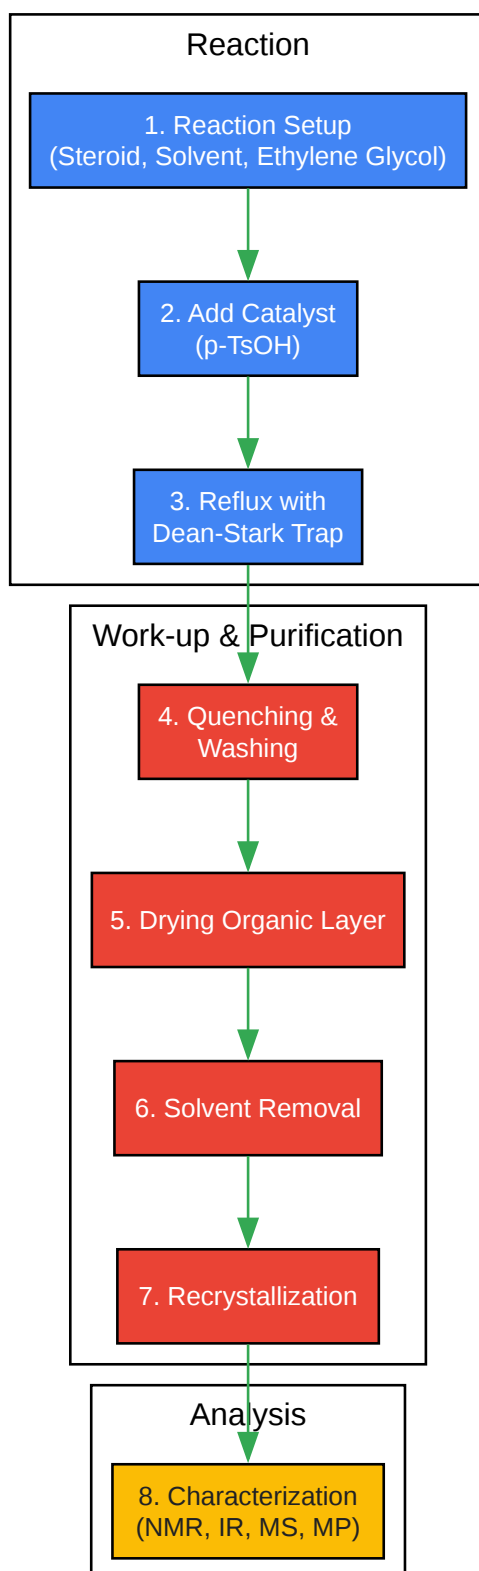 Reaction
1. Reaction Setup
(Steroid, Solvent, Ethylene Glycol)
2. Add Catalyst
(p-TsOH)
3. Reflux with
Dean-Stark Trap
Work-up & Purification
4. Quenching &
Washing
5. Drying Organic Layer
6. Solvent Removal
7. Recrystallization
Analysis
8. Characterization
(NMR, IR, MS, MP)